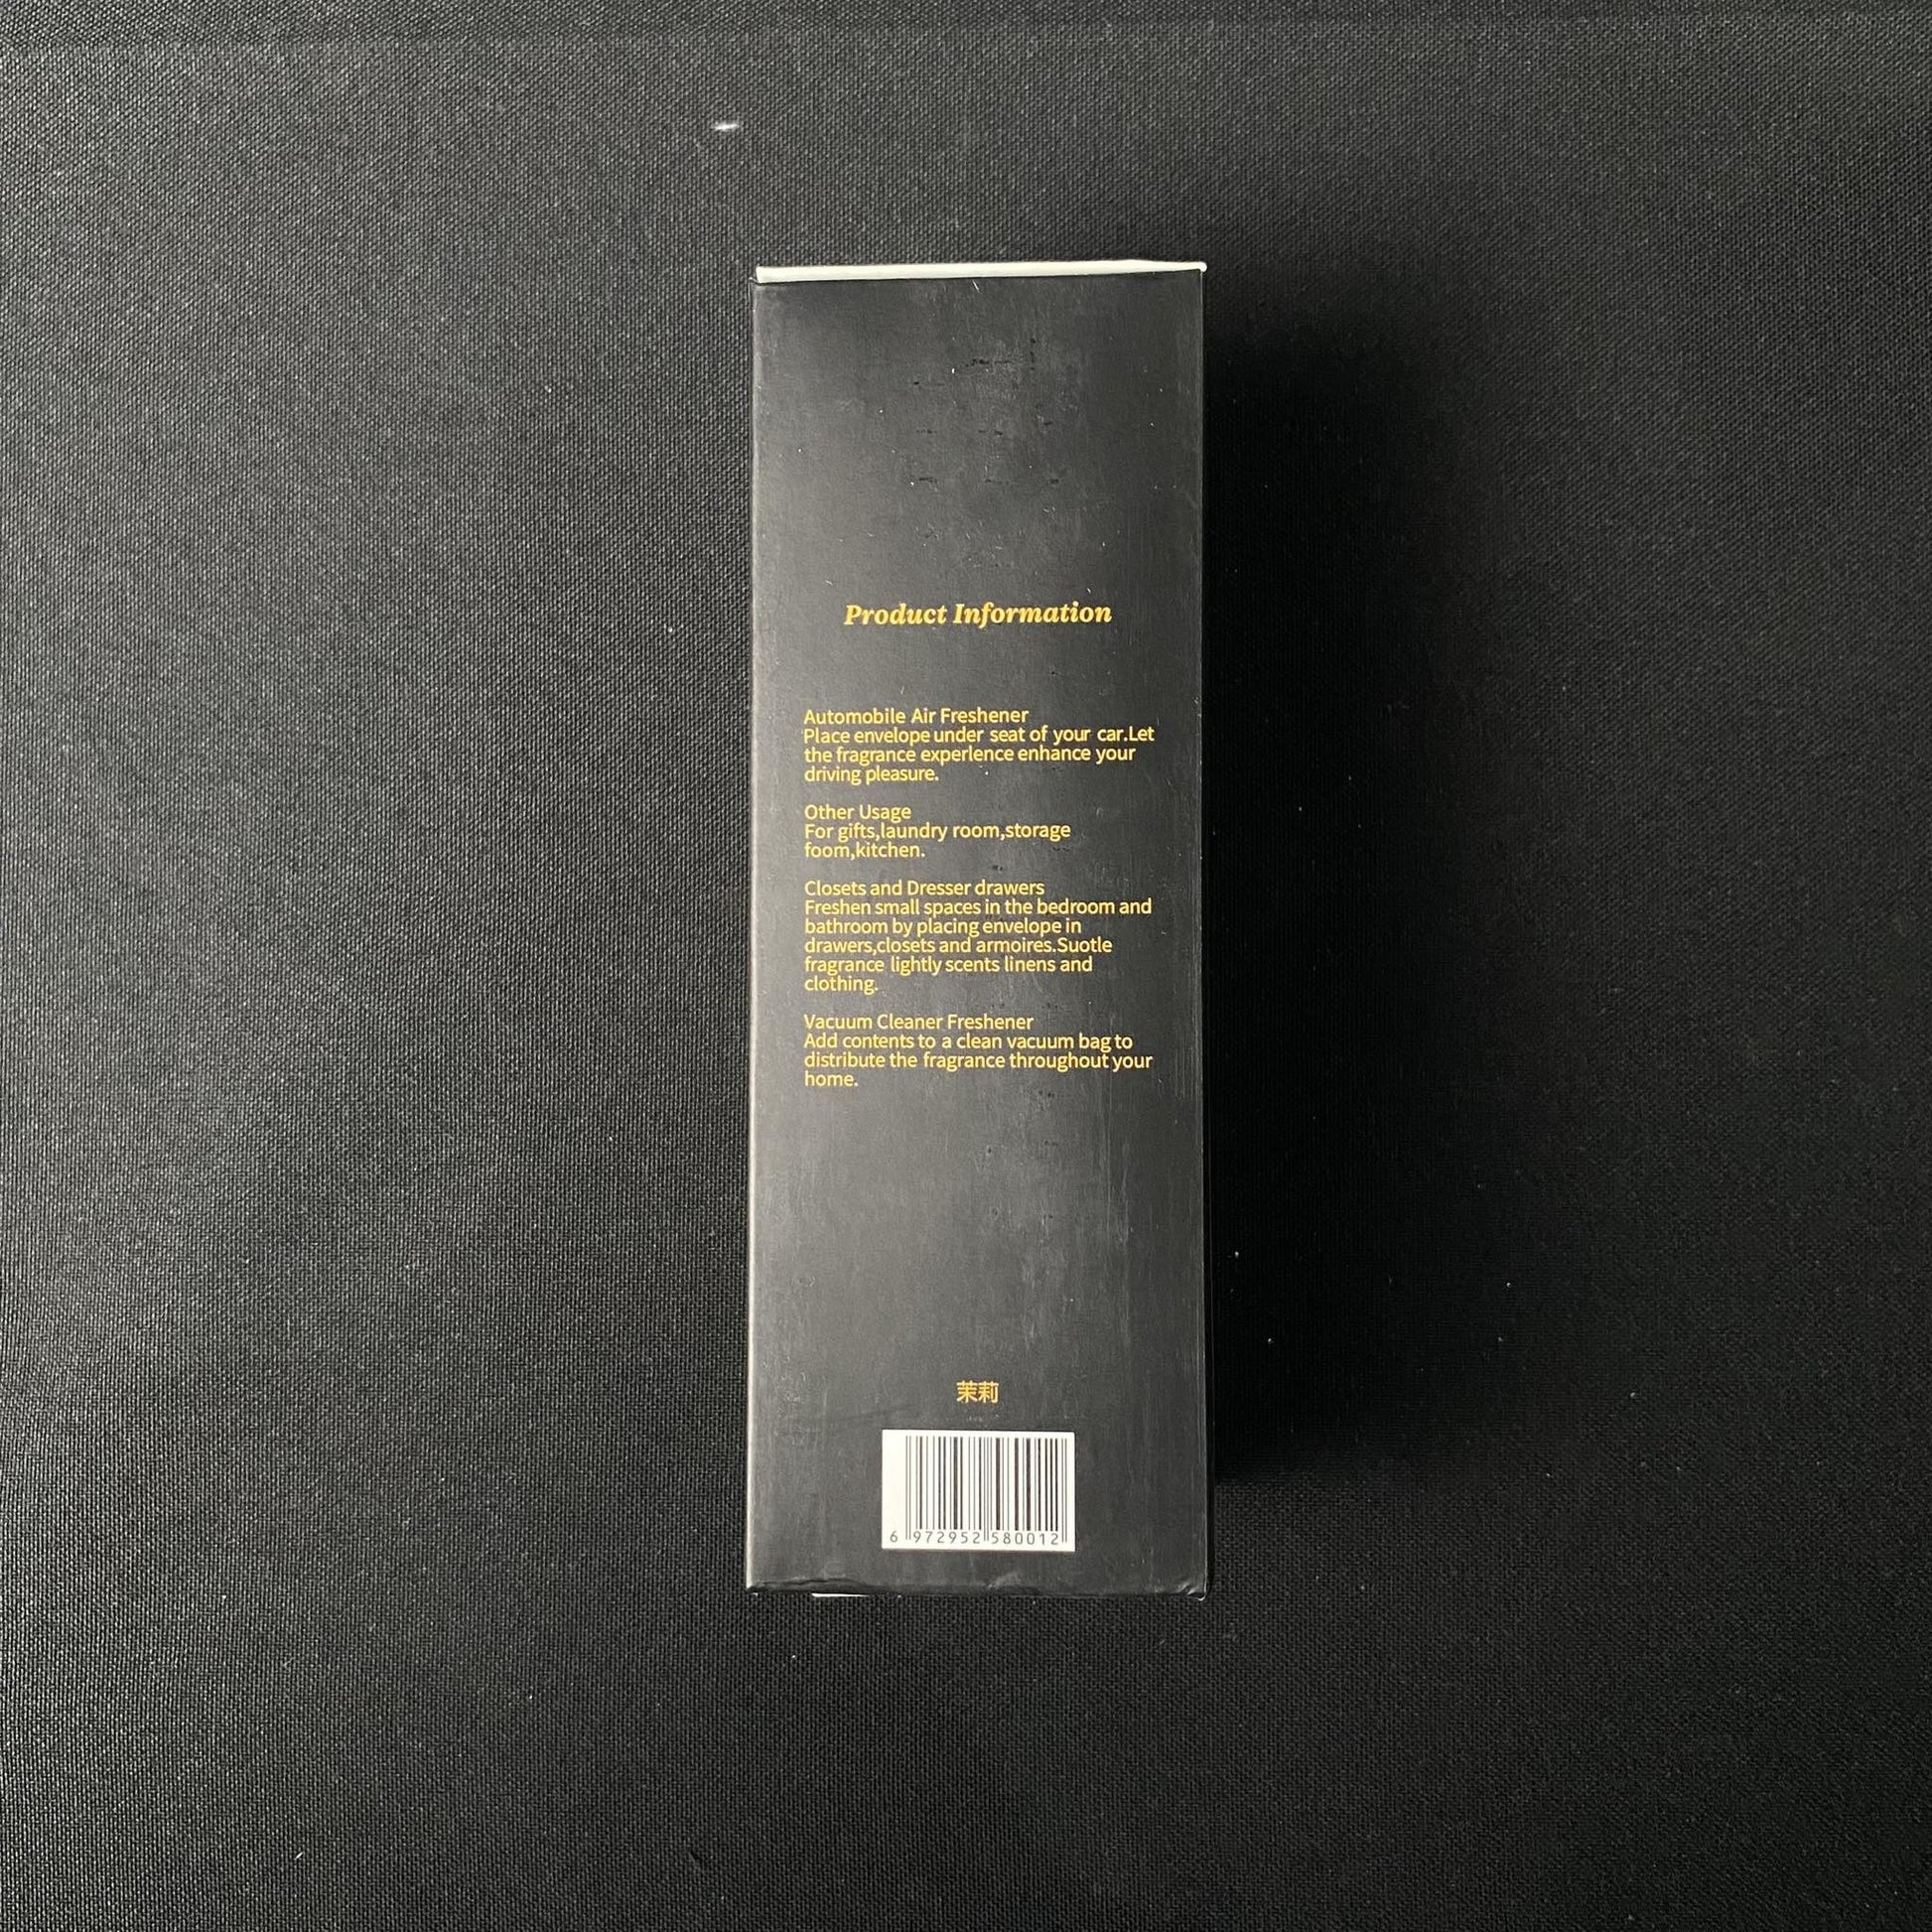 Product Information
Automobile Air Freshener
Place envelope under seat of your car.Let
the fragrance experlence enhance your
driving pleasure.
Other Usage
For gifts,laundry room,storage
foom,kitchen.
Closets and Dresser drawers
Freshen small spaces in the bedroom and
bathroom by placing envelope in
drawers,closets and armoires.Suotle
fragrance lightly scents linens and
clothing.
Vacuum Cleaner Freshener
Add contents to a clean vacuum bag to
distribute the fragrance throughout your
home.
茉莉
6 972952 580012